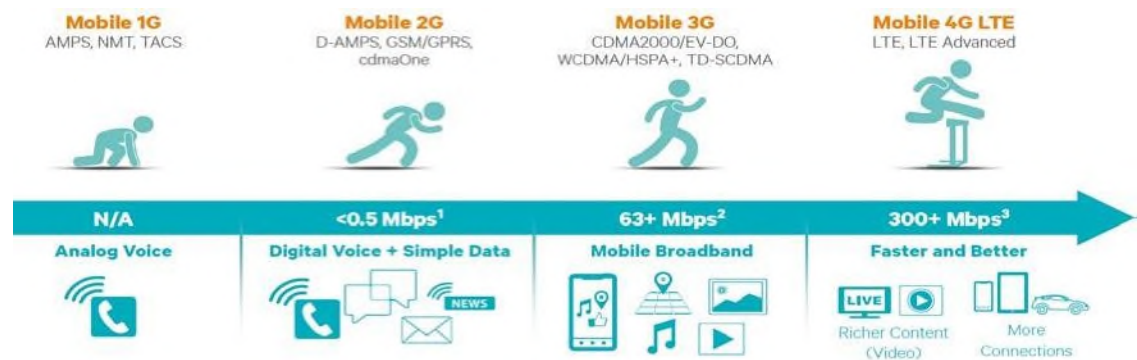 Mobile 1G
AMPS, NMT, TACS
Mobile 2G
D-AMPS, GSM/GPRS,
cdmaOne
Mobile 3G
CDMA2000/EV-DO,
WCDMA/HSPA+, TD-SCDMA
Mobile 4G LTE
LTE, LTE Advanced
N/A
<0.5 Mbps¹
63+ Mbps²
300+ Mbps³
Analog Voice
Digital Voice + Simple Data
NEWS
Mobile Broadband
Faster and Better
LIVE
Richer Content
(Video)
More
Connections